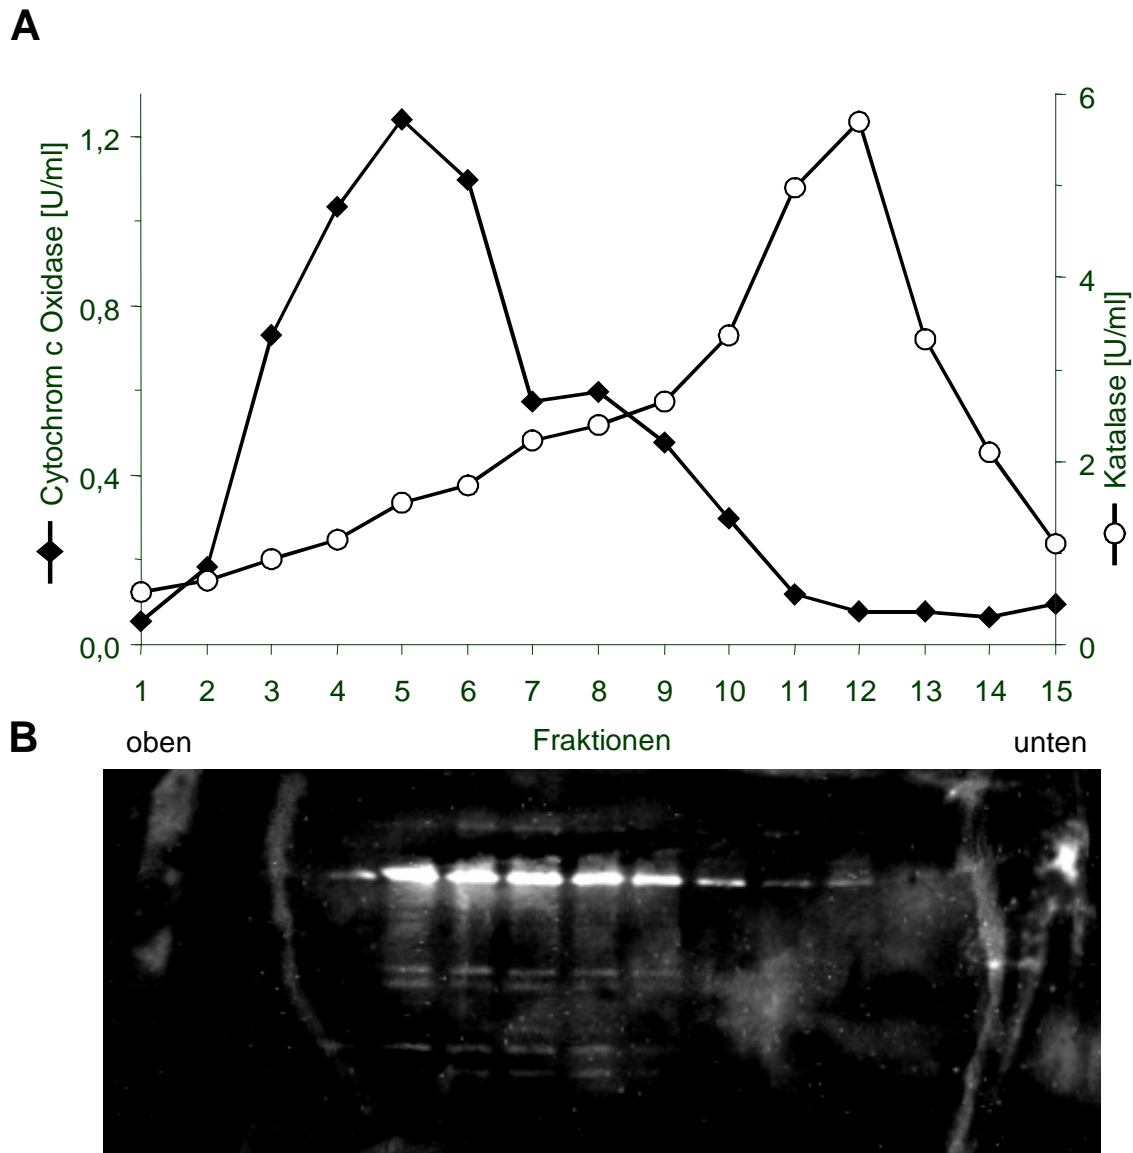 A
Cytochrom c Oxidase [U/ml]
1,2
0,8
0,4
0,0
6
4
2
0
Katalase [U/ml]
1 2 3 4 5 6 7 8 9 10 11 12 13 14 15
B
oben Fraktionen unten